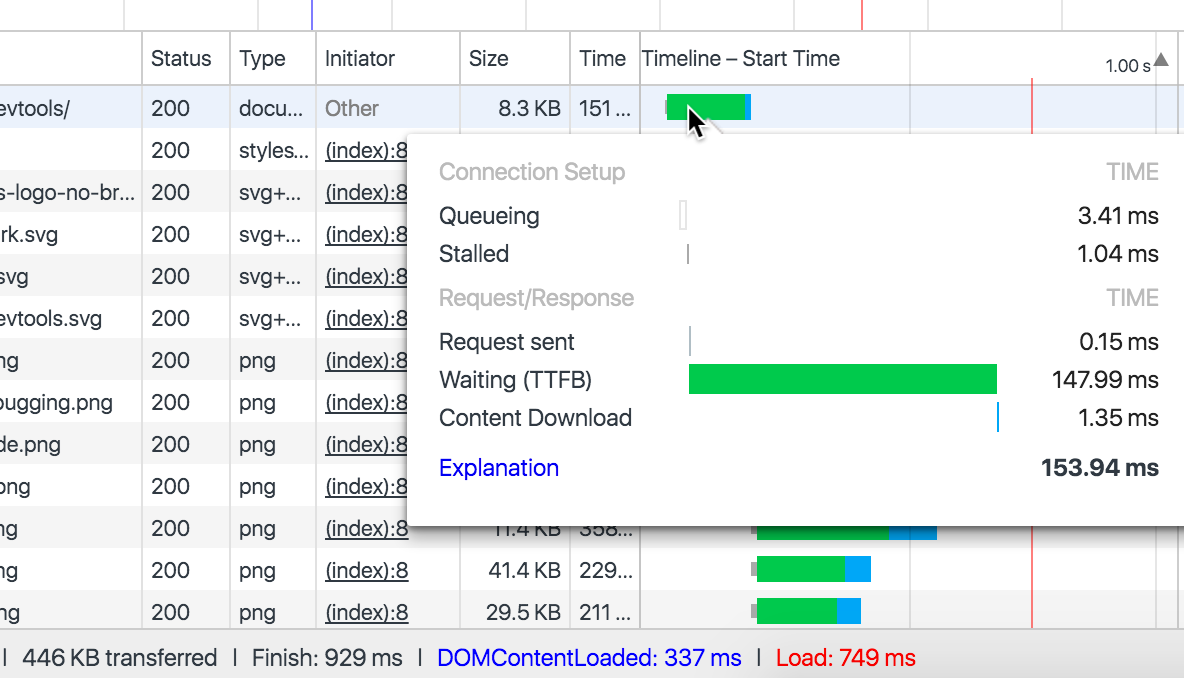 Status Type Initiator Size Time Timeline – Start Time 1.00 s
evtools/ 200 docu... Other 8.3 KB 151 ...
200 styles... (index):8
s-logo-no-br... 200 svg+... (index):8
rk.svg 200 svg+... (index):8
svg 200 svg+... (index):8
evtools.svg 200 svg+... (index):8
ng 200 png (index):8
bugging.png 200 png (index):8
de.png 200 png (index):8
png 200 png (index):8
ng 200 png (index):8 11.4 KB 358...
ng 200 png (index):8 41.4 KB 229...
ng 200 png (index):8 29.5 KB 211 ...
Connection Setup TIME
Queueing 3.41 ms
Stalled 1.04 ms
Request/Response TIME
Request sent 0.15 ms
Waiting (TTFB) 147.99 ms
Content Download 1.35 ms
Explanation 153.94 ms
| 446 KB transferred | Finish: 929 ms | DOMContentLoaded: 337 ms | Load: 749 ms